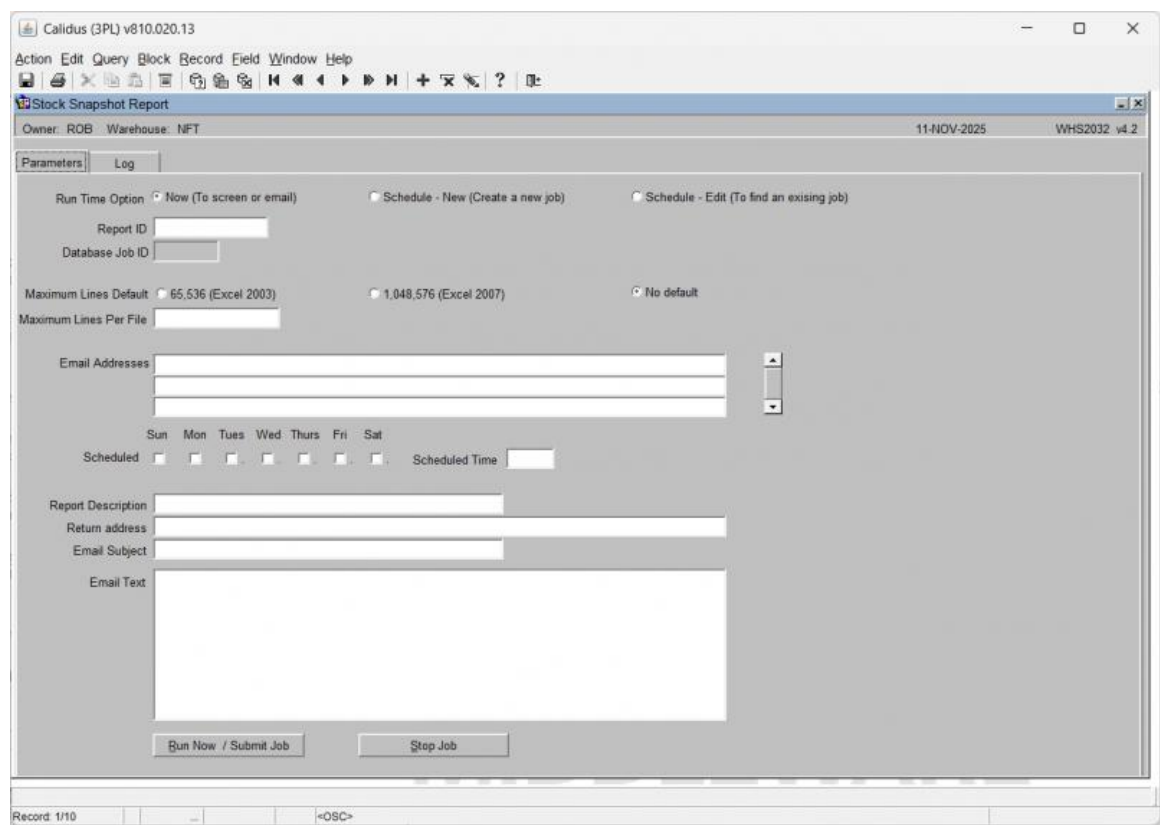 Calidus (3PL) v810.020.13
Action Edit Query Block Record Field Window Help
Stock Snapshot Report
Owner: ROB Warehouse: NFT 11-NOV-2025 WHS2032 v4.2
Parameters Log
Run Time Option Now (To screen or email) Schedule - New (Create a new job) Schedule - Edit (To find an exising job)
Report ID
Database Job ID
Maximum Lines Default 65,536 (Excel 2003) 1,048,576 (Excel 2007) No default
Maximum Lines Per File
Email Addresses
Sun Mon Tues Wed Thurs Fri Sat
Scheduled Scheduled Time
Report Description
Return address
Email Subject
Email Text
Run Now / Submit Job Stop Job
Record: 1/10 ... <OSC>